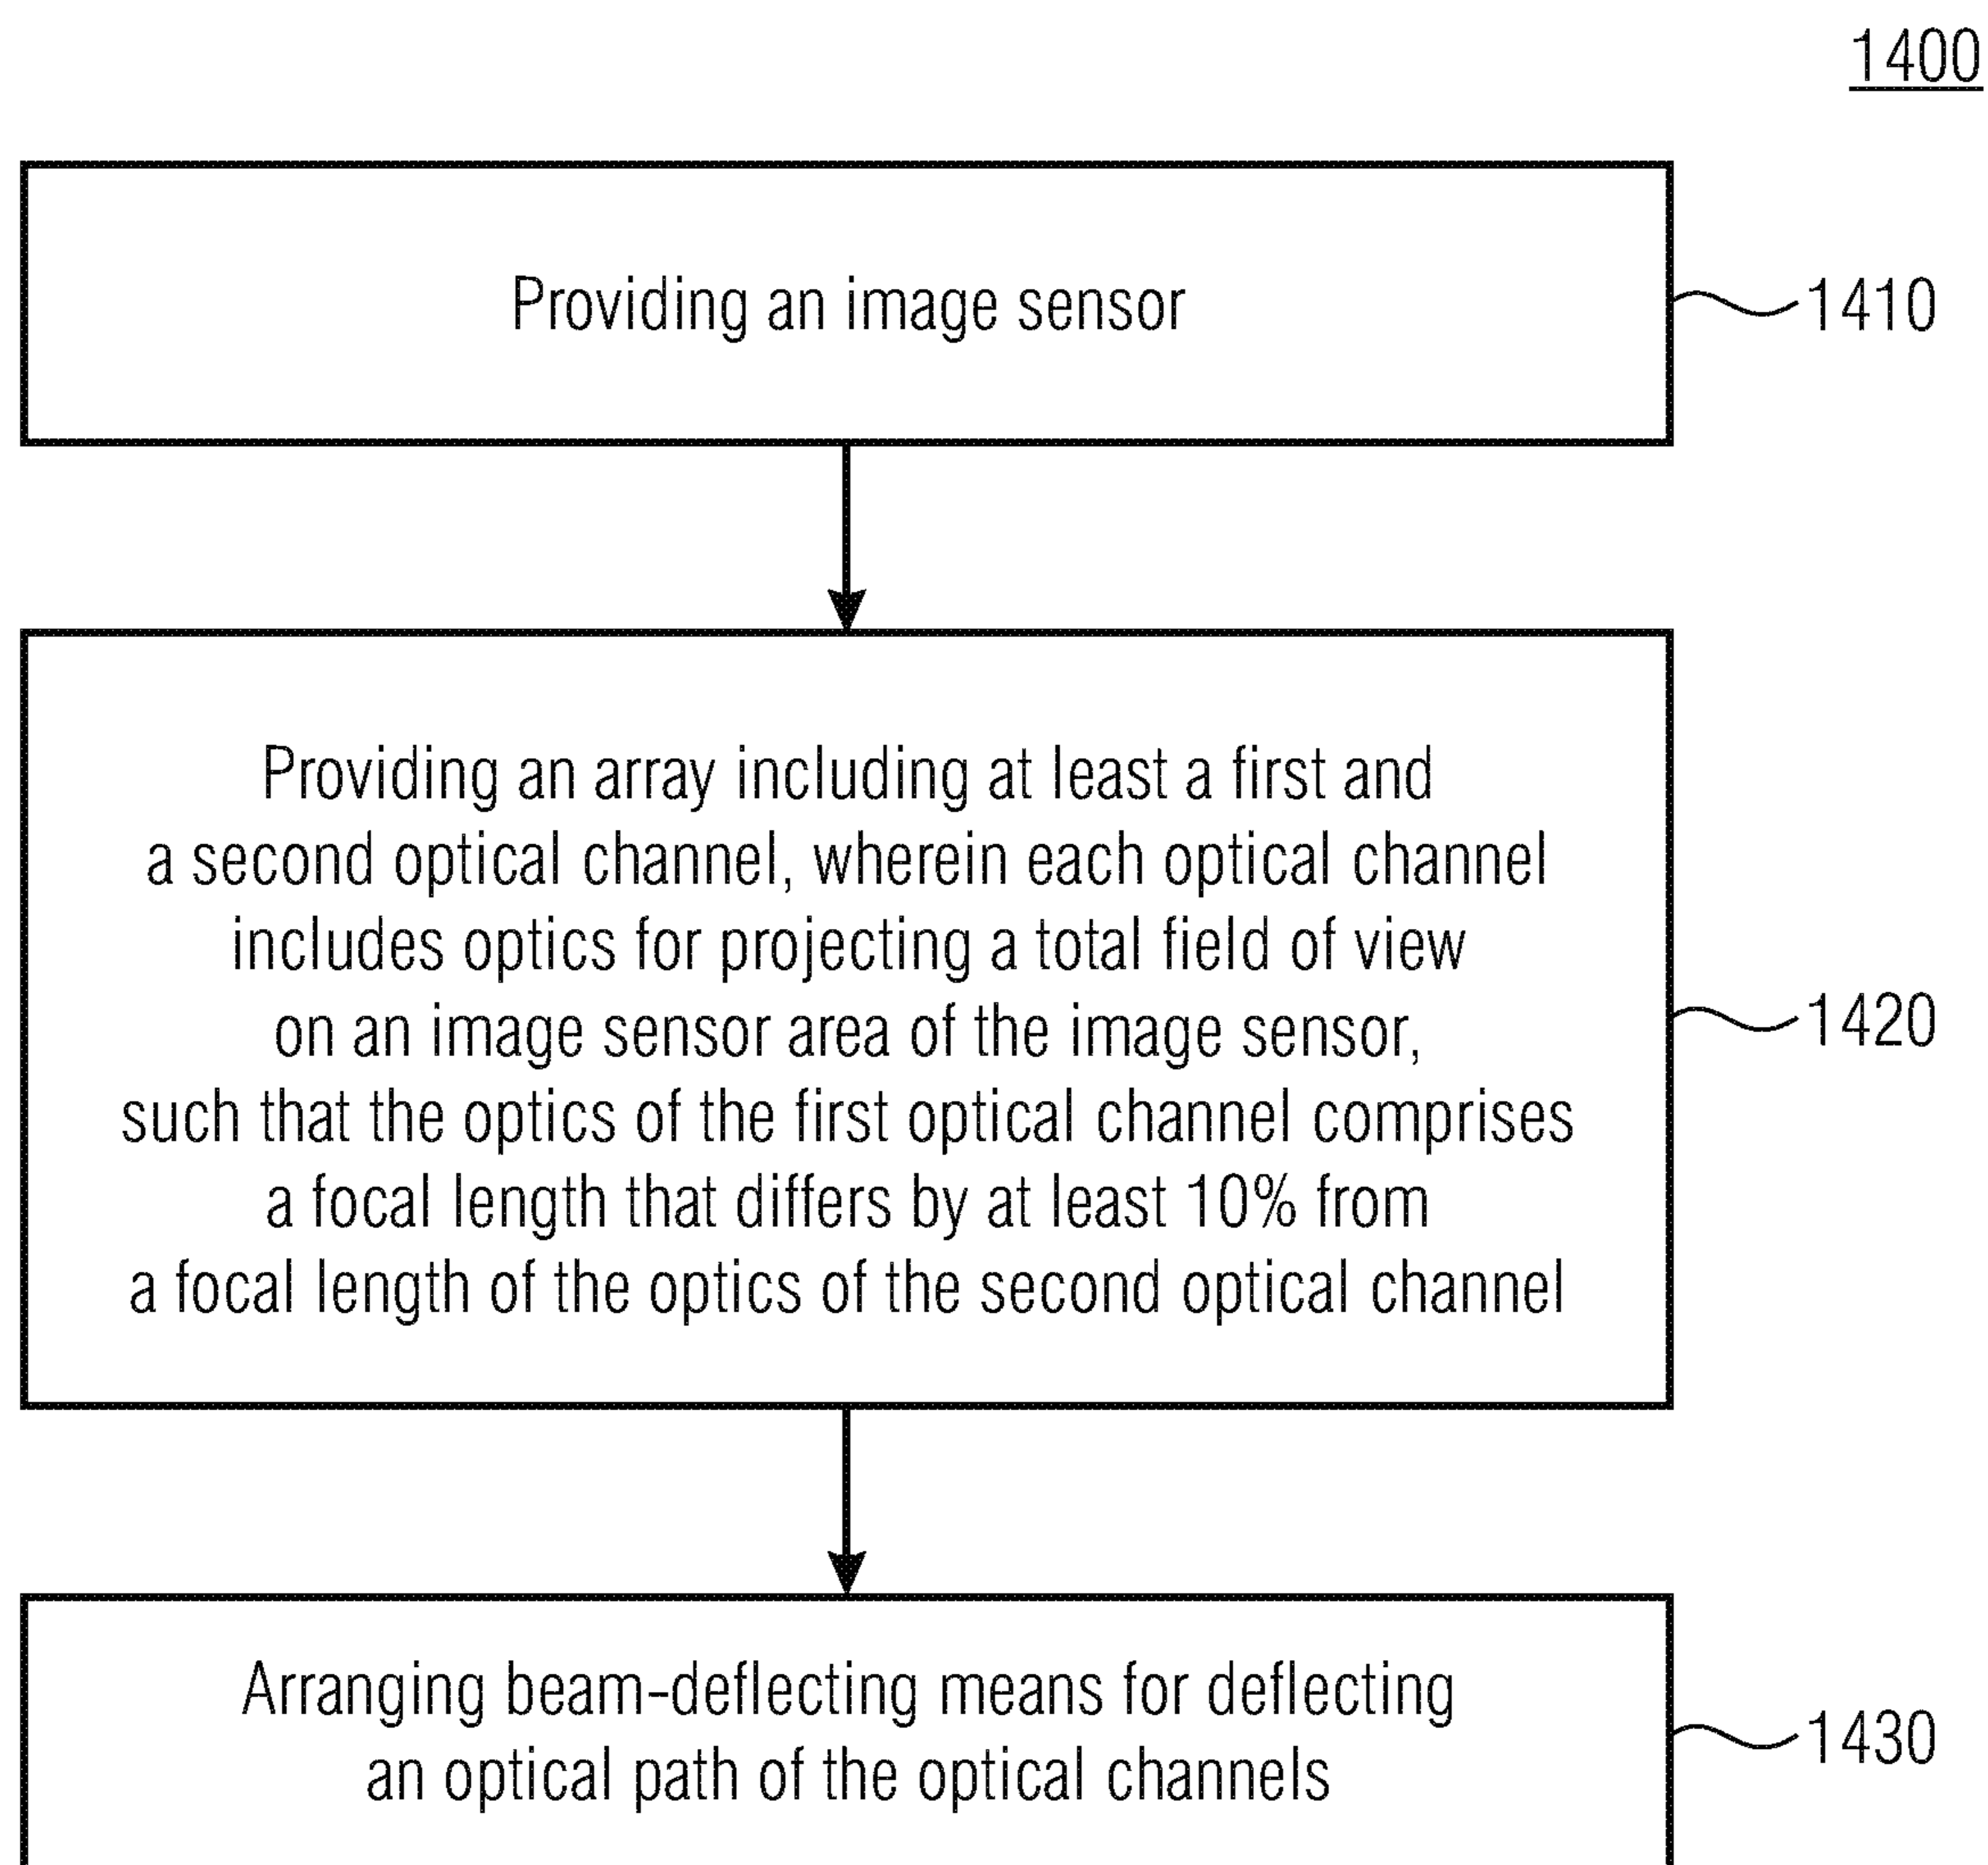 1400
Providing an image sensor
1410
Providing an array including at least a first and
a second optical channel, wherein each optical channel
includes optics for projecting a total field of view
on an image sensor area of the image sensor,
such that the optics of the first optical channel comprises
a focal length that differs by at least 10% from
a focal length of the optics of the second optical channel
1420
Arranging beam-deflecting means for deflecting
an optical path of the optical channels
1430